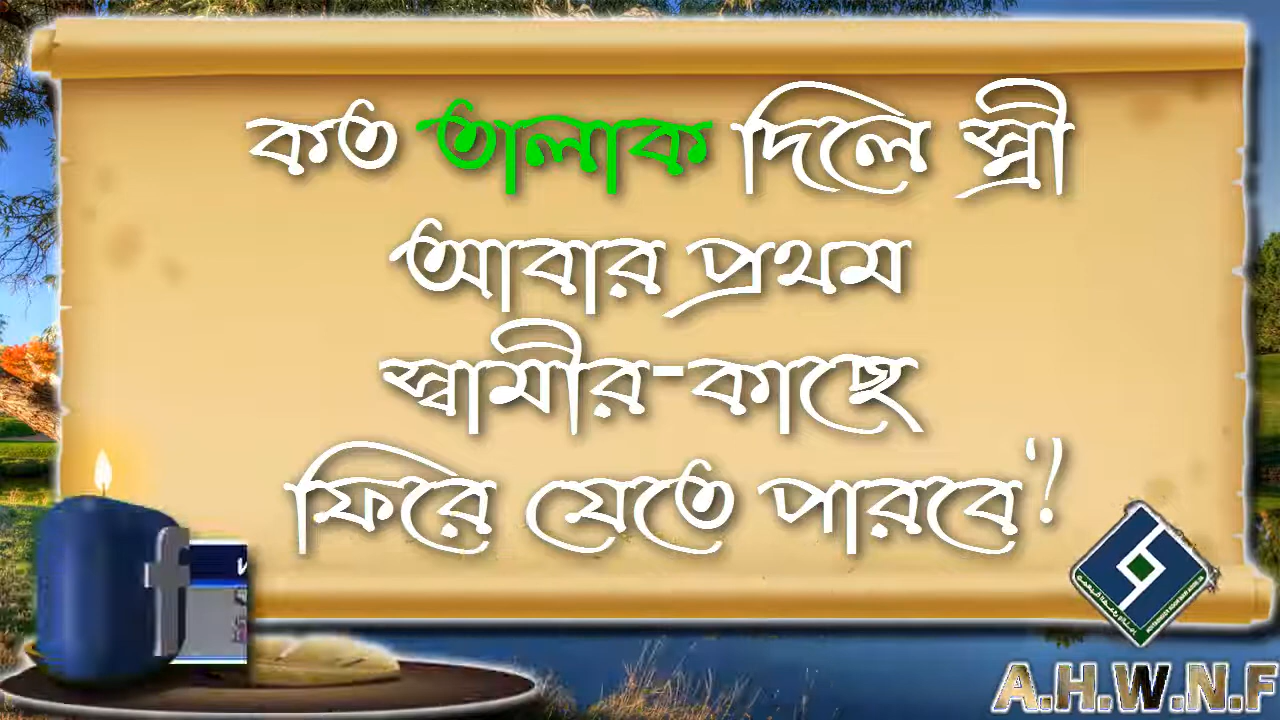 কত তালাক দিলে স্ত্রী
আবার প্রথম
স্বামীর-কাছে
ফিরে যেতে পারবে?
f
A.H.W.N.F